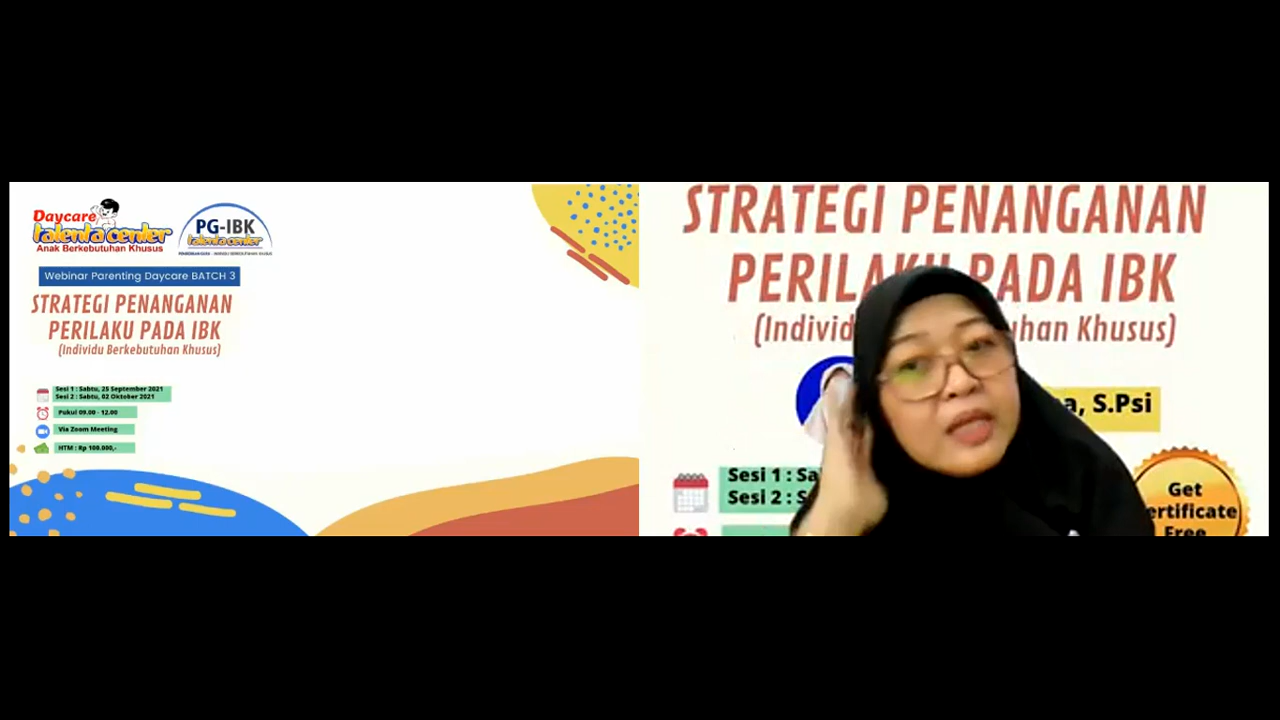 Daycare
talenta center
Anak Berkebutuhan Khusus
PG-IBK
talenta center
Webinar Parenting Daycare BATCH 3
STRATEGI PENANGANAN
PERILAKU PADA IBK
(Individu Berkebutuhan Khusus)
Sesi 1 : Sabtu, 25 September 2021
Sesi 2 : Sabtu, 02 Oktober 2021
Pukul 09.00 - 12.00
Via Zoom Meeting
HTM : Rp 100.000,-
STRATEGI PENANGANAN
PERILAKU PADA IBK
(Individ uhan Khusus)
a, S.Psi
Sesi 1 : Sa
Sesi 2 : S
Get
ertificate
Free